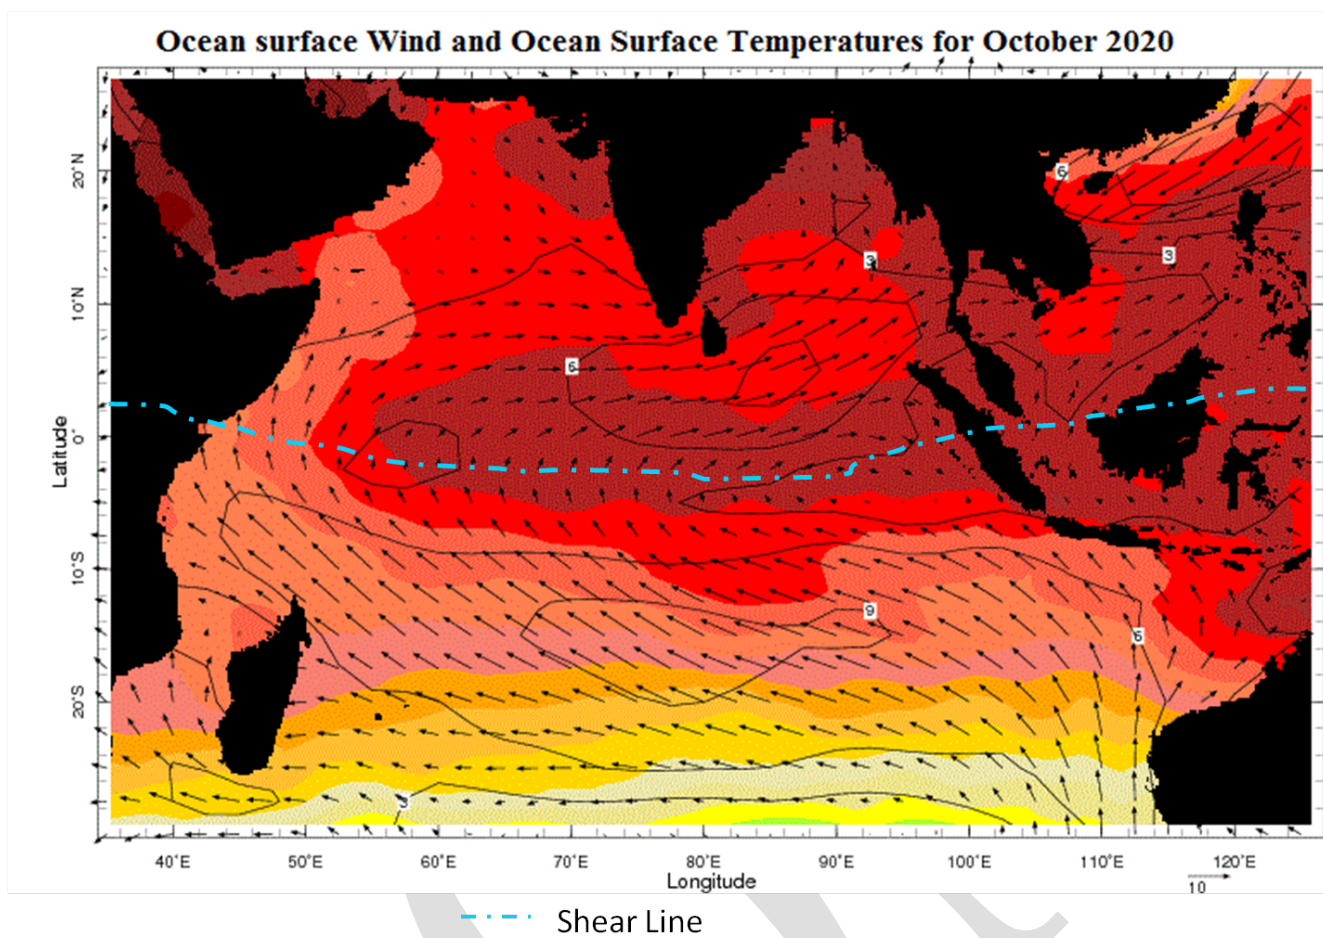 Ocean surface Wind and Ocean Surface Temperatures for October 2020
20°N
10°N
0°
10°S
20°S
Latitude
6
3
3
6
9
6
3
40°E 50°E 60°E 70°E 80°E 90°E 100°E 110°E 120°E
Longitude
10
Shear Line